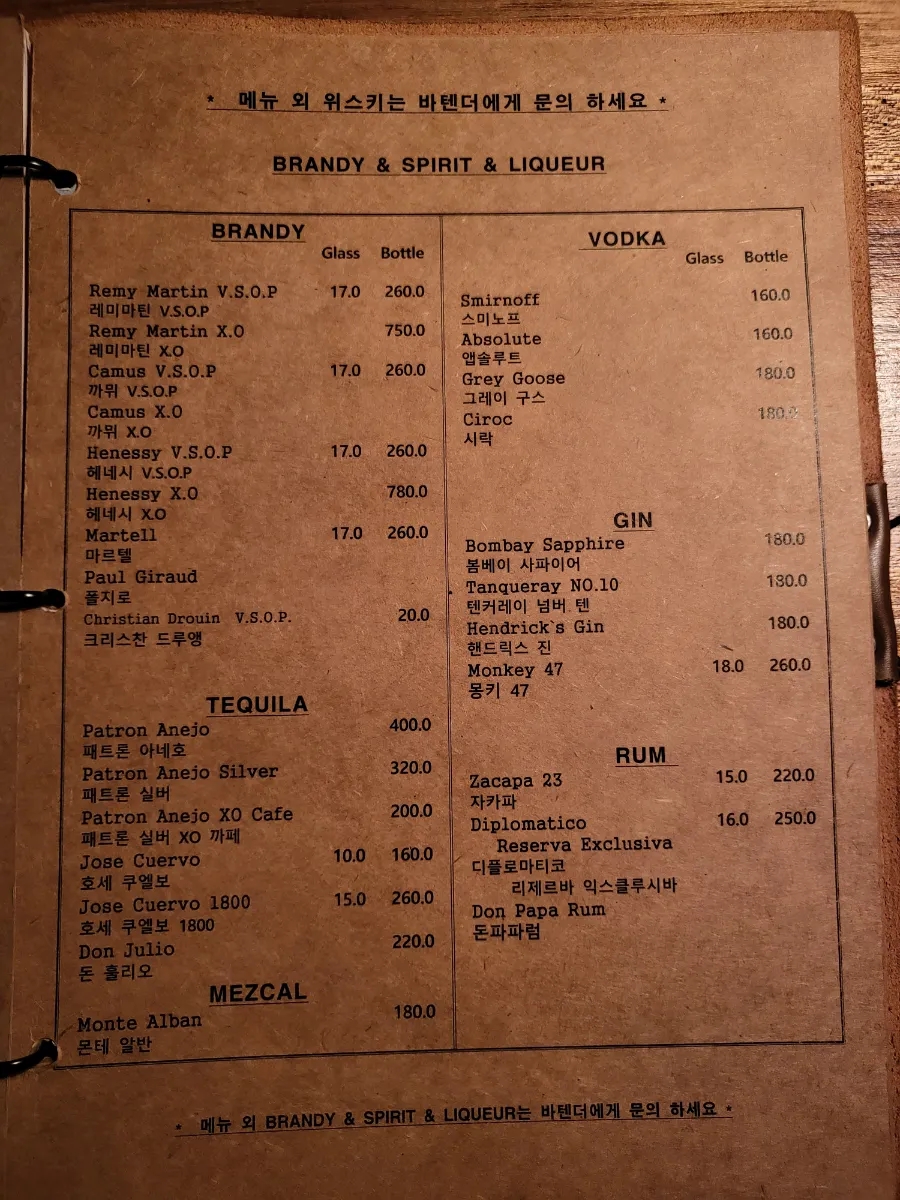 * 메뉴 외 위스키는 바텐더에게 문의 하세요 *
BRANDY & SPIRIT & LIQUEUR
BRANDY
Glass Bottle
Remy Martin V.S.O.P 17.0 260.0
레미마틴 V.S.O.P
Remy Martin X.O 750.0
레미마틴 X.O
Camus V.S.O.P 17.0 260.0
까뮈 V.S.O.P
Camus X.O
까뮈 X.O
Henessy V.S.O.P 17.0 260.0
헤네시 V.S.O.P
Henessy X.O 780.0
헤네시 X.O
Martell 17.0 260.0
마르텔
Paul Giraud
폴지로
Christian Drouin V.S.O.P. 20.0
크리스찬 드루앵
TEQUILA
Patron Anejo 400.0
패트론 아네호
Patron Anejo Silver 320.0
패트론 실버
Patron Anejo XO Cafe 200.0
패트론 실버 XO 까페
Jose Cuervo 10.0 160.0
호세 쿠엘보
Jose Cuervo 1800 15.0 260.0
호세 쿠엘보 1800
Don Julio 220.0
돈 훌리오
MEZCAL
Monte Alban 180.0
몬테 알반
VODKA
Glass Bottle
Smirnoff 160.0
스미노프
Absolute 160.0
앱솔루트
Grey Goose 180.0
그레이 구스
Ciroc 180.0
시락
GIN
Bombay Sapphire 180.0
봄베이 사파이어
Tanqueray NO.10 180.0
텐커레이 넘버 텐
Hendrick`s Gin 180.0
핸드릭스 진
Monkey 47 18.0 260.0
몽키 47
RUM
Zacapa 23 15.0 220.0
자카파
Diplomatico 16.0 250.0
Reserva Exclusiva
디플로마티코
리제르바 익스클루시바
Don Papa Rum
돈파파럼
* 메뉴 외 BRANDY & SPIRIT & LIQUEUR는 바텐더에게 문의 하세요 *